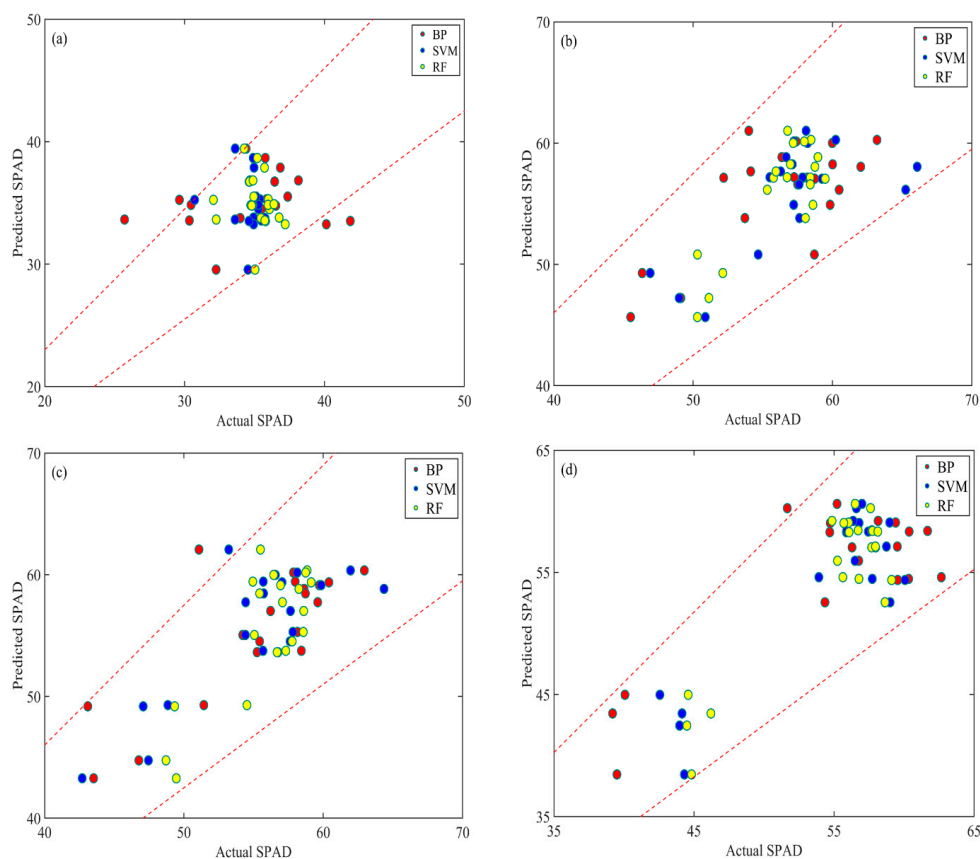 50
(a)
BP
SVM
RF
40
Predicted SPAD
30
20
20 30 40 50
Actual SPAD
70
(b)
BP
SVM
RF
60
Predicted SPAD
50
40
40 50 60 70
Actual SPAD
70
(c)
BP
SVM
RF
60
Predicted SPAD
50
40
40 50 60 70
Actual SPAD
65
(d)
BP
SVM
RF
55
Predicted SPAD
45
35
35 45 55 65
Actual SPAD